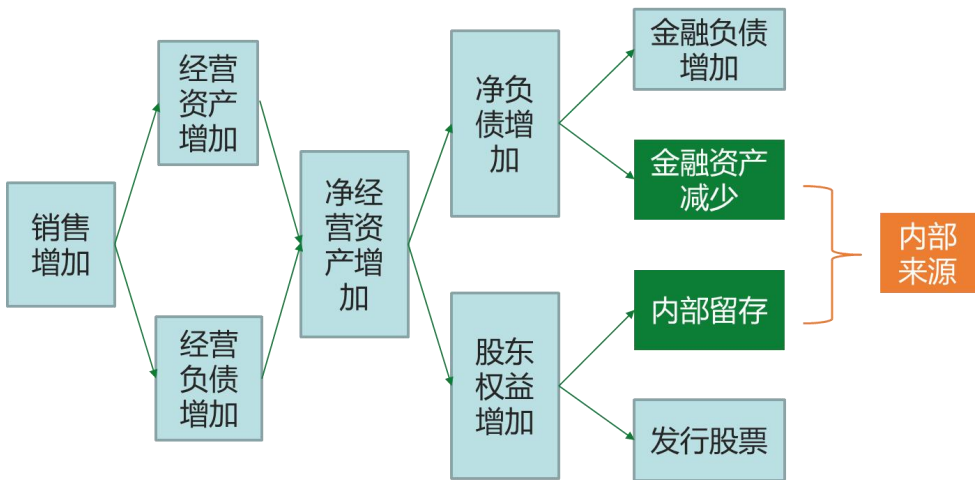 销售
增加
经营
资产
增加
经营
负债
增加
净经
营资
产增
加
净负
债增
加
股东
权益
增加
金融负债
增加
金融资产
减少
内部留存
发行股票
内部
来源